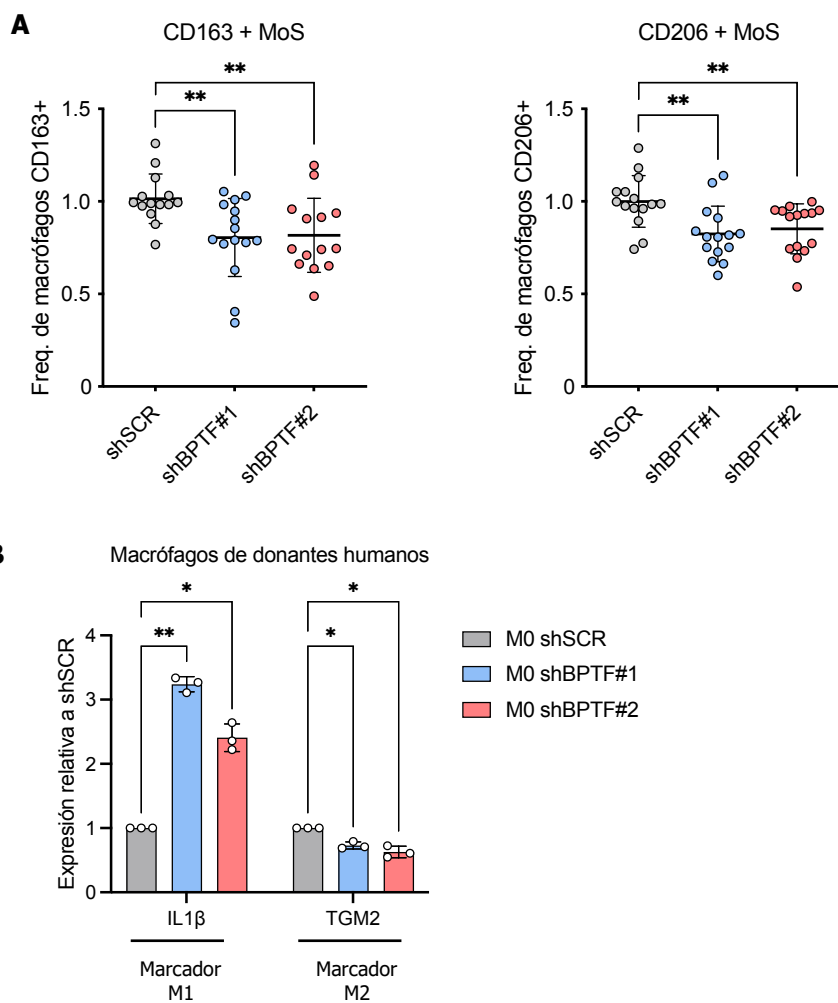 A
CD163 + MoS
**
**
Freq. de macrófagos CD163+
1.5
1.0
0.5
0
shSCR
shBPTF#1
shBPTF#2
CD206 + MoS
**
**
Freq. de macrófagos CD206+
1.5
1.0
0.5
0
shSCR
shBPTF#1
shBPTF#2
B
Macrófagos de donantes humanos
*
**
*
*
Expresión relativa a shSCR
4
3
2
1
0
IL1β
TGM2
Marcador
M1
Marcador
M2
M0 shSCR
M0 shBPTF#1
M0 shBPTF#2